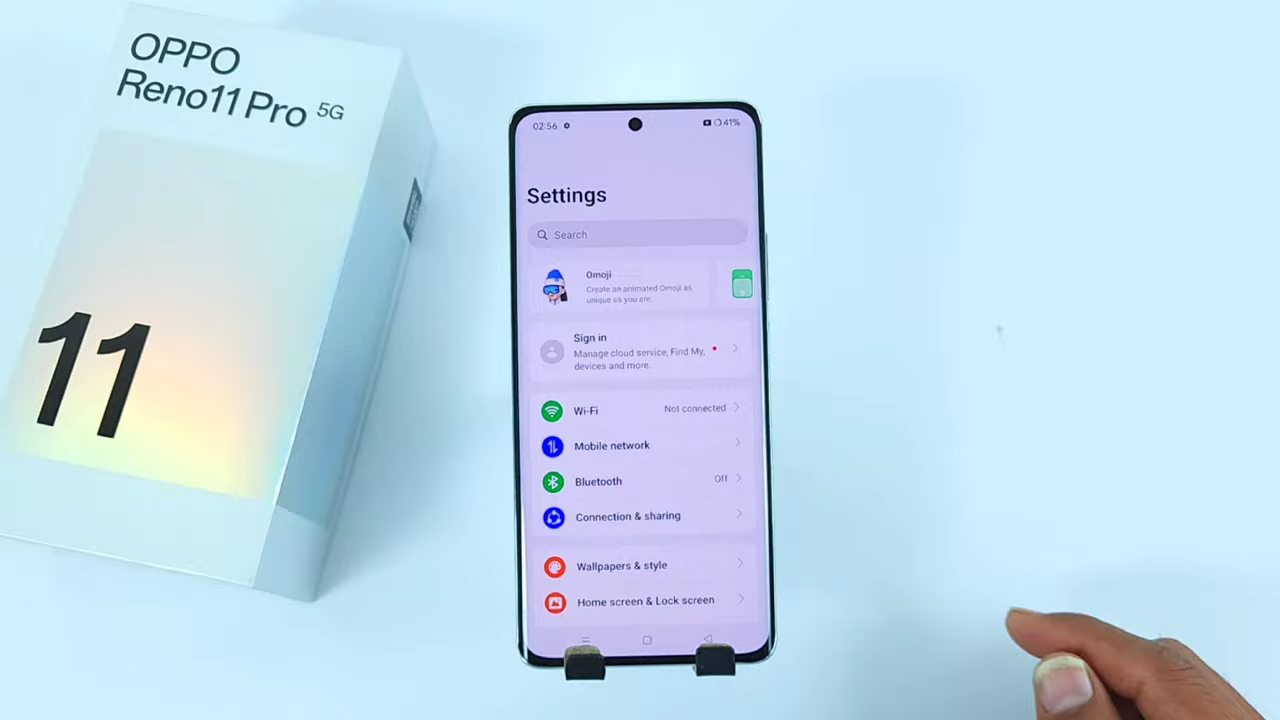 OPPO
Reno11 Pro 5G
11
02:56
41%
Settings
Search
Omoji
Create an animated Omoji as
unique as you are.
Sign in
Manage cloud service, Find My,
devices and more.
Wi-Fi Not connected
Mobile network
Bluetooth Off
Connection & sharing
Wallpapers & style
Home screen & Lock screen